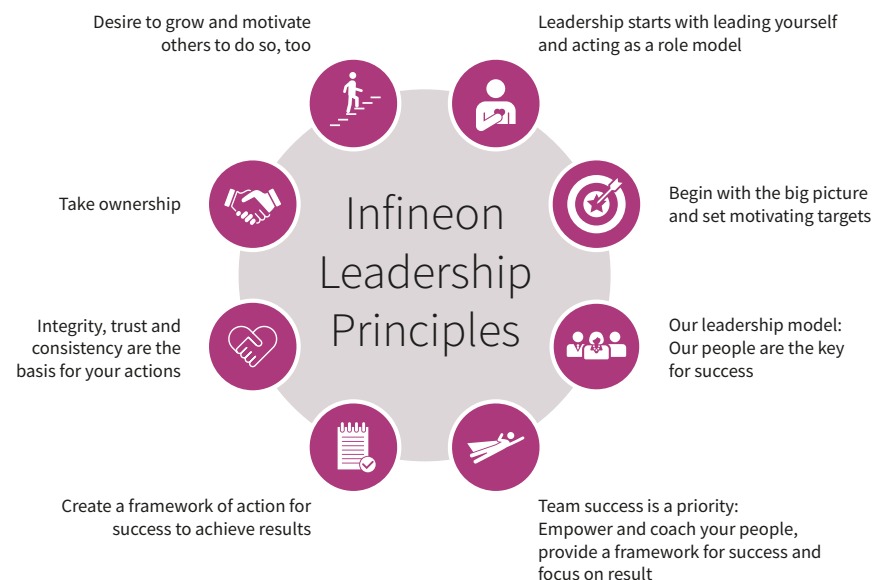 Desire to grow and motivate
others to do so, too
Leadership starts with leading yourself
and acting as a role model
Take ownership
Begin with the big picture
and set motivating targets
Infineon
Leadership
Principles
Integrity, trust and
consistency are the
basis for your actions
Our leadership model:
Our people are the key
for success
Create a framework of action for
success to achieve results
Team success is a priority:
Empower and coach your people,
provide a framework for success and
focus on result